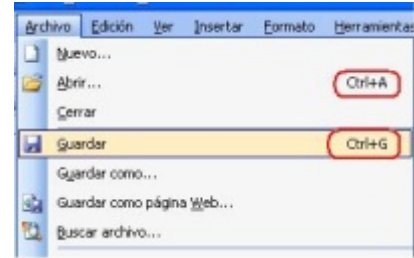 Archivo Edición Ver Insertar Formato Herramientas
Nuevo...
Abrir... Ctrl+A
Cerrar
Guardar Ctrl+G
Guardar como...
Guardar como página Web...
Buscar archivo...